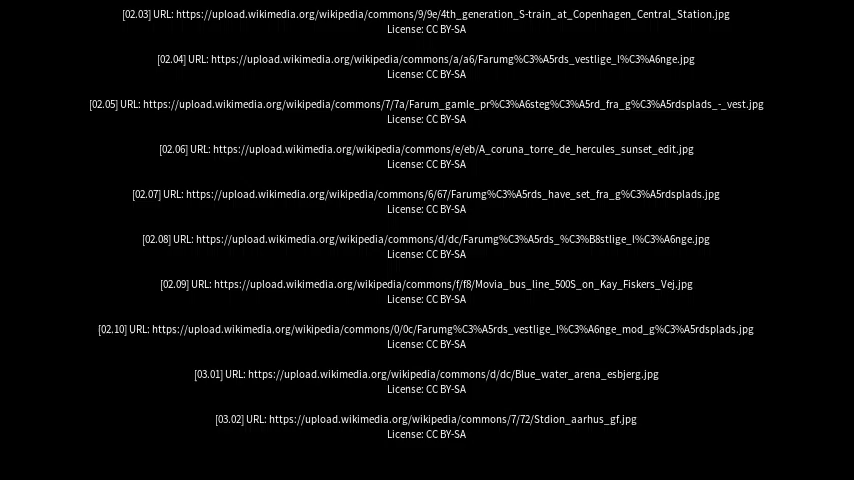 [02.03] URL: https://upload.wikimedia.org/wikipedia/commons/9/9e/4th_generation_S-train_at_Copenhagen_Central_Station.jpg
License: CC BY-SA
[02.04] URL: https://upload.wikimedia.org/wikipedia/commons/a/a6/Farumg%C3%A5rds_vestlige_l%C3%A6nge.jpg
License: CC BY-SA
[02.05] URL: https://upload.wikimedia.org/wikipedia/commons/7/7a/Farum_gamle_pr%C3%A6steg%C3%A5rd_fra_g%C3%A5rdsplads_-_vest.jpg
License: CC BY-SA
[02.06] URL: https://upload.wikimedia.org/wikipedia/commons/e/eb/A_coruna_torre_de_hercules_sunset_edit.jpg
License: CC BY-SA
[02.07] URL: https://upload.wikimedia.org/wikipedia/commons/6/67/Farumg%C3%A5rds_have_set_fra_g%C3%A5rdsplads.jpg
License: CC BY-SA
[02.08] URL: https://upload.wikimedia.org/wikipedia/commons/d/dc/Farumg%C3%A5rds_%C3%B8stlige_l%C3%A6nge.jpg
License: CC BY-SA
[02.09] URL: https://upload.wikimedia.org/wikipedia/commons/f/f8/Movia_bus_line_500S_on_Kay_Fiskers_Vej.jpg
License: CC BY-SA
[02.10] URL: https://upload.wikimedia.org/wikipedia/commons/0/0c/Farumg%C3%A5rds_vestlige_l%C3%A6nge_mod_g%C3%A5rdsplads.jpg
License: CC BY-SA
[03.01] URL: https://upload.wikimedia.org/wikipedia/commons/d/dc/Blue_water_arena_esbjerg.jpg
License: CC BY-SA
[03.02] URL: https://upload.wikimedia.org/wikipedia/commons/7/72/Stdion_aarhus_gf.jpg
License: CC BY-SA